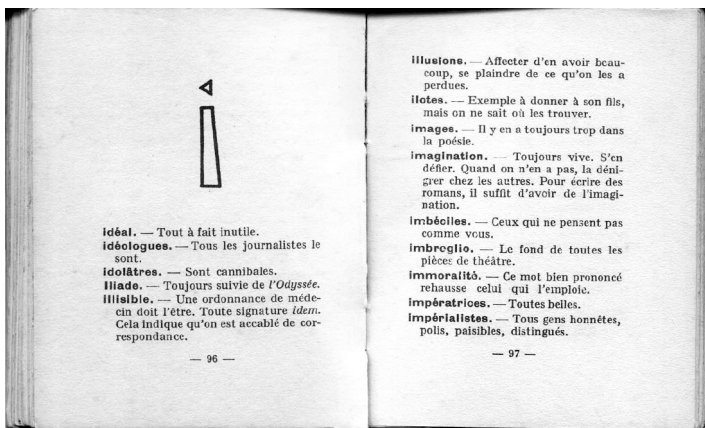 i
idéal. — Tout à fait inutile.
idéologues. — Tous les journalistes le
sont.
idolâtres. — Sont cannibales.
Iliade. — Toujours suivie de l'Odyssée.
illisible. — Une ordonnance de méde-
cin doit l'être. Toute signature idem.
Cela indique qu'on est accablé de cor-
respondance.
— 96 —
illusions. — Affecter d'en avoir beau-
coup, se plaindre de ce qu'on les a
perdues.
ilotes. — Exemple à donner à son fils,
mais on ne sait où les trouver.
images. — Il y en a toujours trop dans
la poésie.
imagination. — Toujours vive. S'en
défier. Quand on n'en a pas, la déni-
grer chez les autres. Pour écrire des
romans, il suffit d'avoir de l'imagi-
nation.
imbéciles. — Ceux qui ne pensent pas
comme vous.
imbroglio. — Le fond de toutes les
pièces de théâtre.
immoralité. — Ce mot bien prononcé
rehausse celui qui l'emploie.
impératrices. — Toutes belles.
impérialistes. — Tous gens honnêtes,
polis, paisibles, distingués.
— 97 —